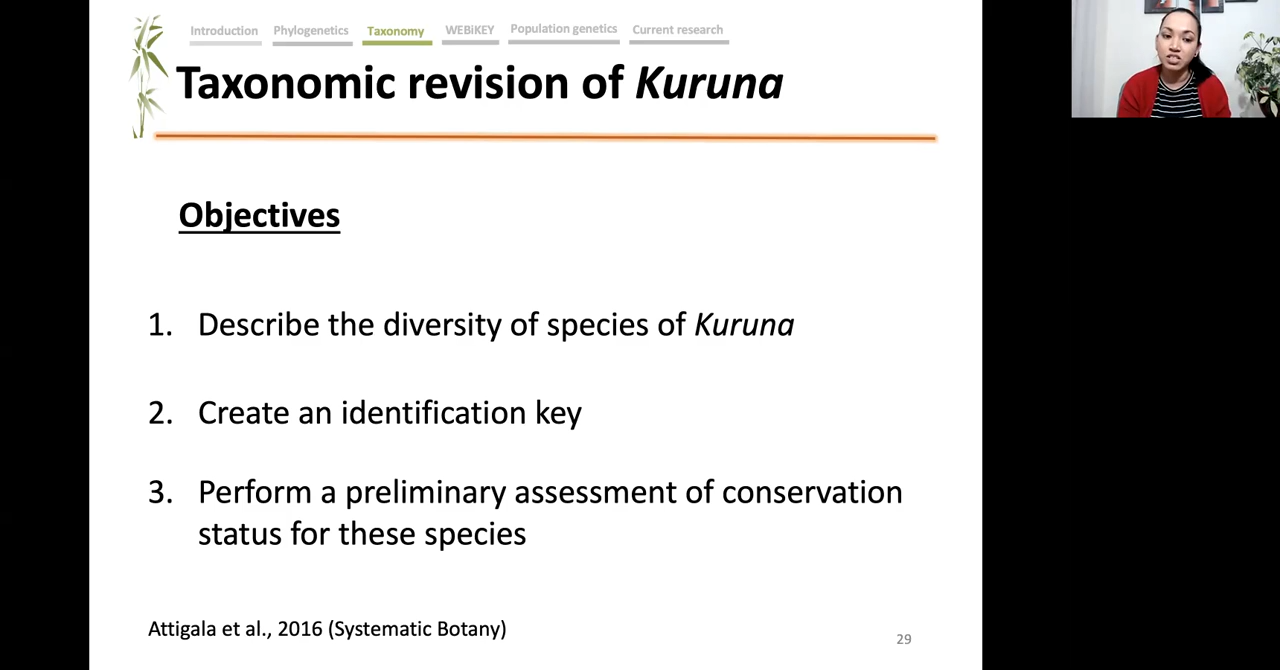 Introduction Phylogenetics Taxonomy WEBiKEY Population genetics Current research
Taxonomic revision of Kuruna
Objectives
1. Describe the diversity of species of Kuruna
2. Create an identification key
3. Perform a preliminary assessment of conservation
status for these species
Attigala et al., 2016 (Systematic Botany)
29